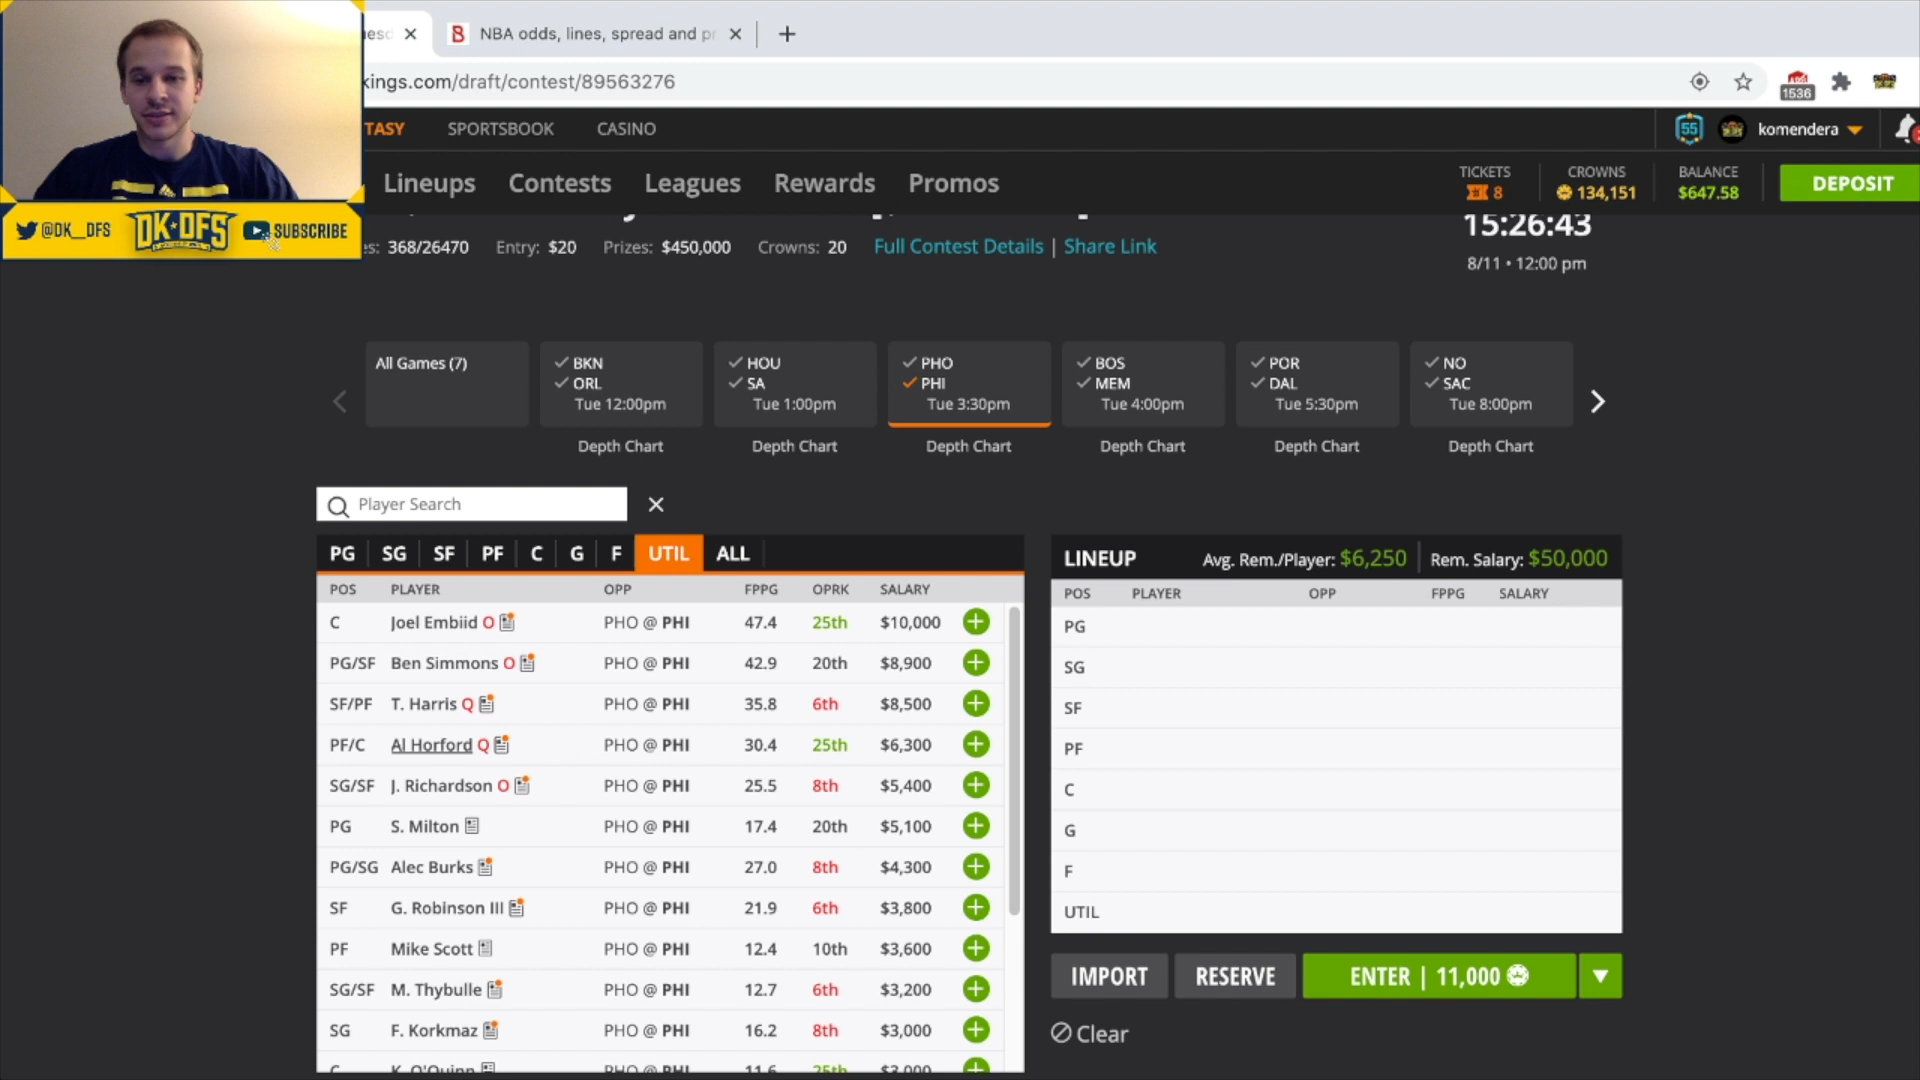 NBA odds, lines, spread and pr
kings.com/draft/contest/89563276
1536
TASY SPORTSBOOK CASINO
55 komendera
Lineups Contests Leagues Rewards Promos
TICKETS 8
CROWNS 134,151
BALANCE $647.58
DEPOSIT
@DK__DFS DK DFS SUBSCRIBE
es: 368/26470 Entry: $20 Prizes: $450,000 Crowns: 20 Full Contest Details | Share Link
15:26:43
8/11 • 12:00 pm
All Games (7)
BKN ORL Tue 12:00pm
HOU SA Tue 1:00pm
PHO PHI Tue 3:30pm
BOS MEM Tue 4:00pm
POR DAL Tue 5:30pm
NO SAC Tue 8:00pm
Depth Chart Depth Chart Depth Chart Depth Chart Depth Chart Depth Chart
Player Search
PG SG SF PF C G F UTIL ALL
POS PLAYER OPP FPPG OPRK SALARY
C Joel Embiid O PHO @ PHI 47.4 25th $10,000
PG/SF Ben Simmons O PHO @ PHI 42.9 20th $8,900
SF/PF T. Harris Q PHO @ PHI 35.8 6th $8,500
PF/C Al Horford Q PHO @ PHI 30.4 25th $6,300
SG/SF J. Richardson O PHO @ PHI 25.5 8th $5,400
PG S. Milton PHO @ PHI 17.4 20th $5,100
PG/SG Alec Burks PHO @ PHI 27.0 8th $4,300
SF G. Robinson III PHO @ PHI 21.9 6th $3,800
PF Mike Scott PHO @ PHI 12.4 10th $3,600
SG/SF M. Thybulle PHO @ PHI 12.7 6th $3,200
SG F. Korkmaz PHO @ PHI 16.2 8th $3,000
C K. O'Quinn PHO @ PHI 11.6 25th $3,000
LINEUP Avg. Rem./Player: $6,250 Rem. Salary: $50,000
POS PLAYER OPP FPPG SALARY
PG
SG
SF
PF
C
G
F
UTIL
IMPORT RESERVE ENTER | 11,000
Clear